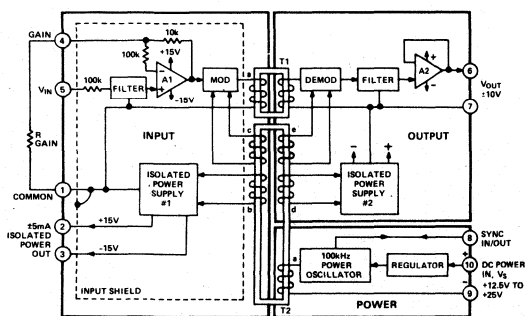 GAIN
4
10k
100k
+15V
A1
-15V
VIN
5
100k
FILTER
MOD
a
T1
DEMOD
FILTER
A2
6
VOUT
±10V
7
INPUT
OUTPUT
R
GAIN
c
e
ISOLATED
POWER
SUPPLY
#1
ISOLATED
POWER
SUPPLY
#2
b
d
1
COMMON
±5mA
ISOLATED
POWER
OUT
2
+15V
3
-15V
INPUT SHIELD
T2
a
100kHz
POWER
OSCILLATOR
REGULATOR
POWER
8
SYNC
IN/OUT
10
DC POWER
IN, VS
+12.5V TO
+25V
9